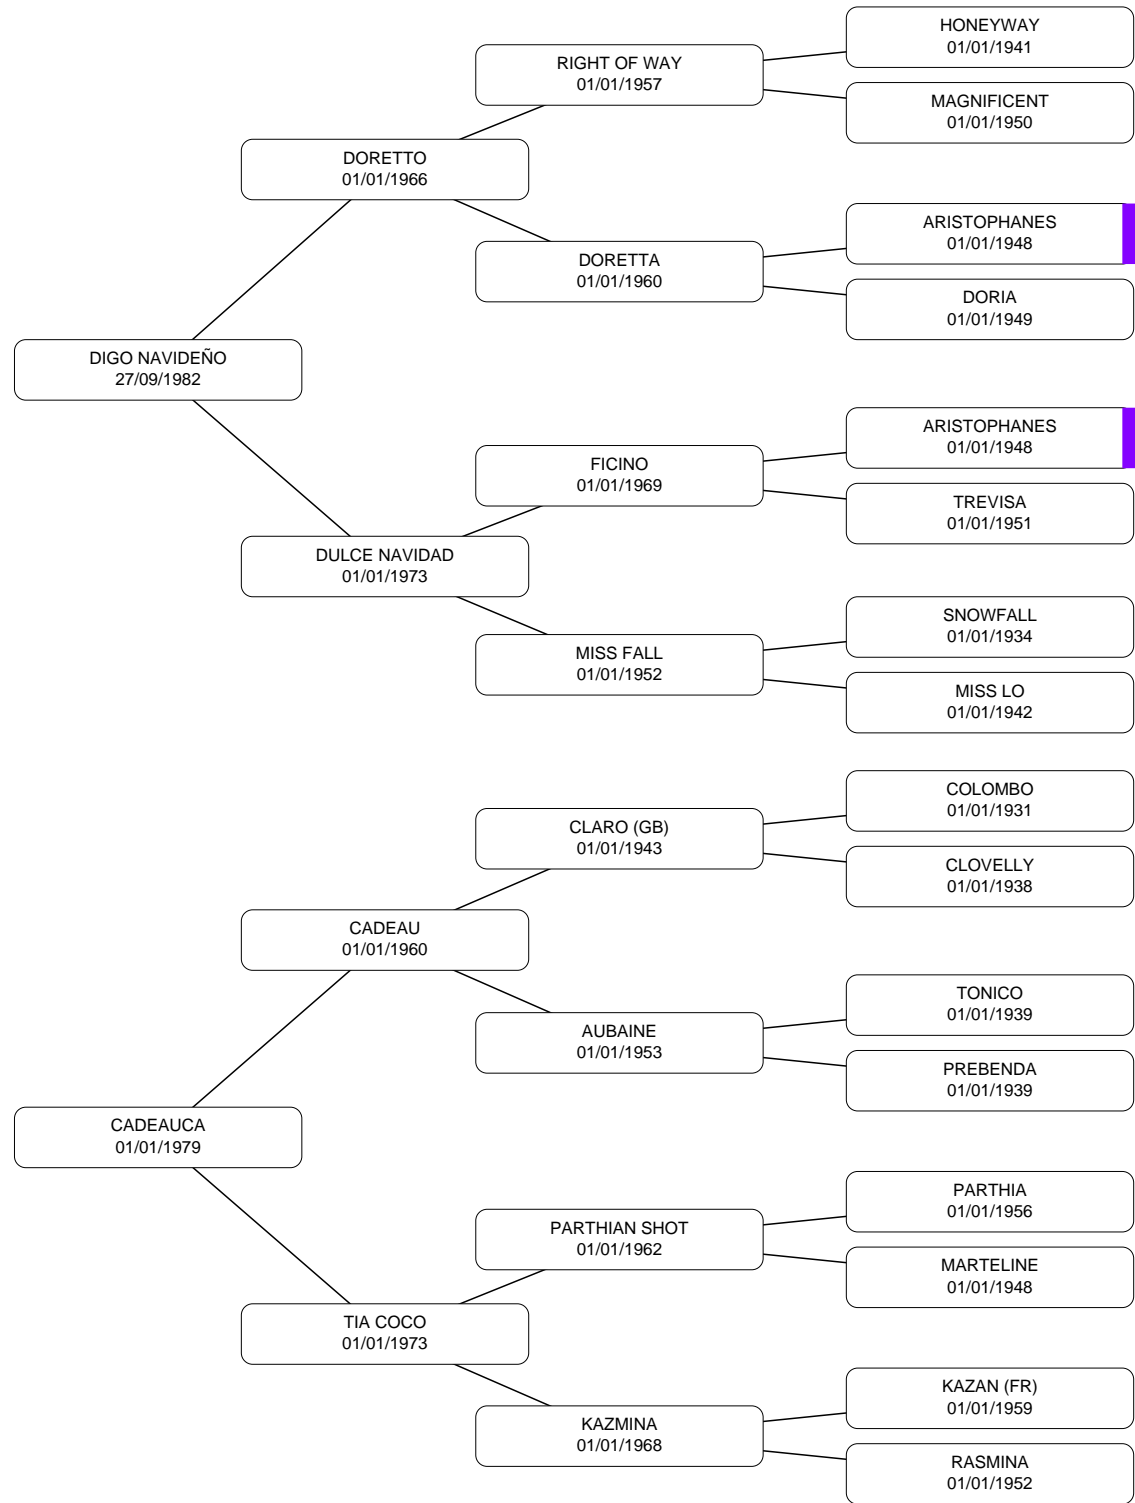 HONEYWAY
01/01/1941
RIGHT OF WAY
01/01/1957
MAGNIFICENT
01/01/1950
DORETTO
01/01/1966
ARISTOPHANES
01/01/1948
DORETTA
01/01/1960
DORIA
01/01/1949
DIGO NAVIDEÑO
27/09/1982
ARISTOPHANES
01/01/1948
FICINO
01/01/1969
TREVISA
01/01/1951
DULCE NAVIDAD
01/01/1973
SNOWFALL
01/01/1934
MISS FALL
01/01/1952
MISS LO
01/01/1942
COLOMBO
01/01/1931
CLARO (GB)
01/01/1943
CLOVELLY
01/01/1938
CADEAU
01/01/1960
TONICO
01/01/1939
AUBAINE
01/01/1953
PREBENDA
01/01/1939
CADEAUCA
01/01/1979
PARTHIA
01/01/1956
PARTHIAN SHOT
01/01/1962
MARTELINE
01/01/1948
TIA COCO
01/01/1973
KAZAN (FR)
01/01/1959
KAZMINA
01/01/1968
RASMINA
01/01/1952